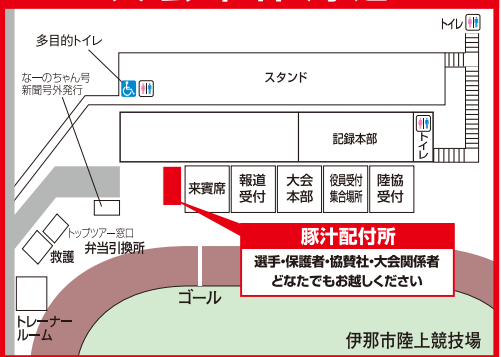 トイレ
多目的トイレ
スタンド
なーのちゃん号
新聞号外発行
記録本部
トイレ
来賓席
報道
受付
大会
本部
役員受付
集合場所
陸協
受付
トップツアー窓口
弁当引換所
救護
豚汁配付所
選手・保護者・協賛社・大会関係者
どなたでもお越しください
ゴール
トレーナー
ルーム
伊那市陸上競技場